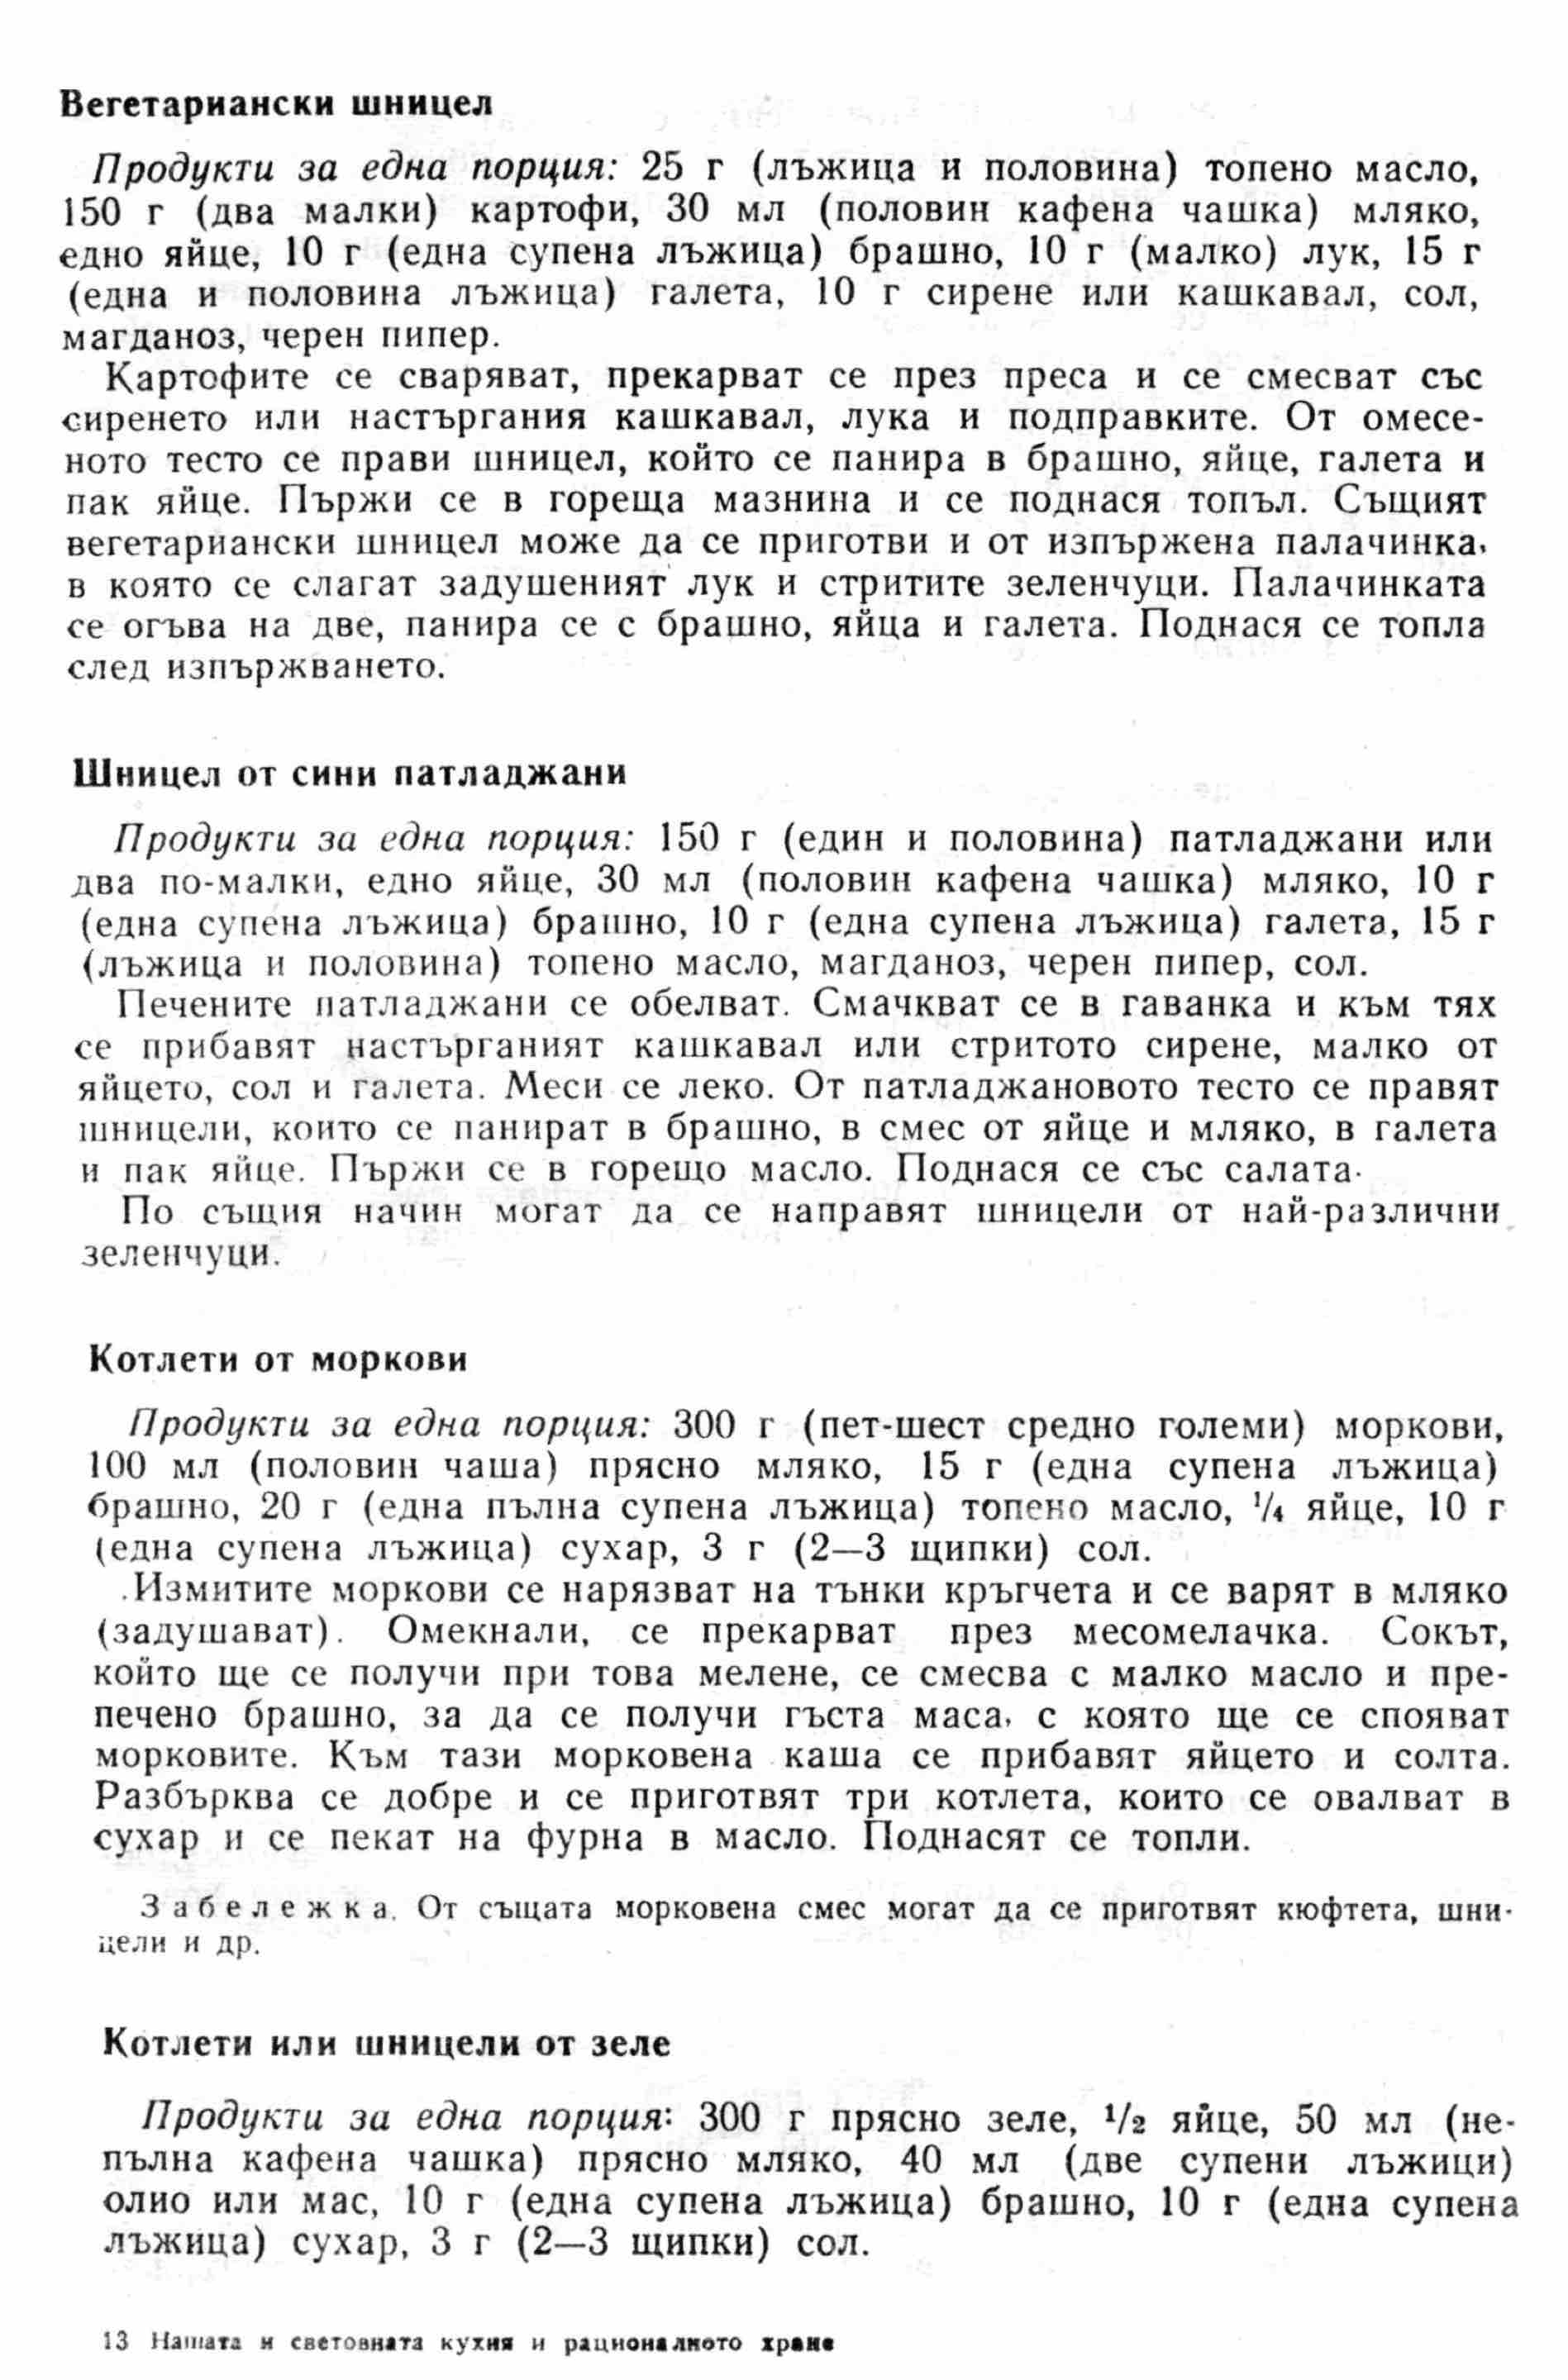 Вегетариански шницел
Продукти за една порция: 25 г (лъжица и половина) топено масло,
150 г (два малки) картофи, 30 мл (половин кафена чашка) мляко,
едно яйце, 10 г (една супена лъжица) брашно, 10 г (малко) лук, 15 г
(една и половина лъжица) галета, 10 г сирене или кашкавал, сол,
магданоз, черен пипер.
Картофите се сваряват, прекарват се през преса и се смесват със
сиренето или настъргания кашкавал, лука и подправките. От омесе-
ното тесто се прави шницел, който се панира в брашно, яйце, галета и
пак яйце. Пържи се в гореща мазнина и се поднася топъл. Същият
вегетариански шницел може да се приготви и от изпържена палачинка,
в която се слагат задушеният лук и стритите зеленчуци. Палачинката
се огъва на две, панира се с брашно, яйца и галета. Поднася се топла
след изпържването.
Шницел от сини патладжани
Продукти за една порция: 150 г (един и половина) патладжани или
два по-малки, едно яйце, 30 мл (половин кафена чашка) мляко, 10 г
(една супена лъжица) брашно, 10 г (една супена лъжица) галета, 15 г
(лъжица и половина) топено масло, магданоз, черен пипер, сол.
Печените патладжани се обелват. Смачкват се в гаванка и към тях
се прибавят настърганият кашкавал или стритото сирене, малко от
яйцето, сол и галета. Меси се леко. От патладжановото тесто се правят
шницели, които се панират в брашно, в смес от яйце и мляко, в галета
и пак яйце. Пържи се в горещо масло. Поднася се със салата.
По същия начин могат да се направят шницели от най-различни
зеленчуци.
Котлети от моркови
Продукти за една порция: 300 г (пет-шест средно големи) моркови,
100 мл (половин чаша) прясно мляко, 15 г (една супена лъжица)
брашно, 20 г (една пълна супена лъжица) топено масло, 1/4 яйце, 10 г
(една супена лъжица) сухар, 3 г (2—3 щипки) сол.
Измитите моркови се нарязват на тънки кръгчета и се варят в мляко
(задушават). Омекнали, се прекарват през месомелачка. Сокът,
който ще се получи при това мелене, се смесва с малко масло и пре-
печено брашно, за да се получи гъста маса, с която ще се спояват
морковите. Към тази морковена каша се прибавят яйцето и солта.
Разбърква се добре и се приготвят три котлета, които се овалват в
сухар и се пекат на фурна в масло. Поднасят се топли.
Забележка. От същата морковена смес могат да се приготвят кюфтета, шни-
цели и др.
Котлети или шницели от зеле
Продукти за една порция: 300 г прясно зеле, 1/2 яйце, 50 мл (не-
пълна кафена чашка) прясно мляко, 40 мл (две супени лъжици)
олио или мас, 10 г (една супена лъжица) брашно, 10 г (една супена
лъжица) сухар, 3 г (2—3 щипки) сол.
13 Нашата и световната кухня и рационалното хране